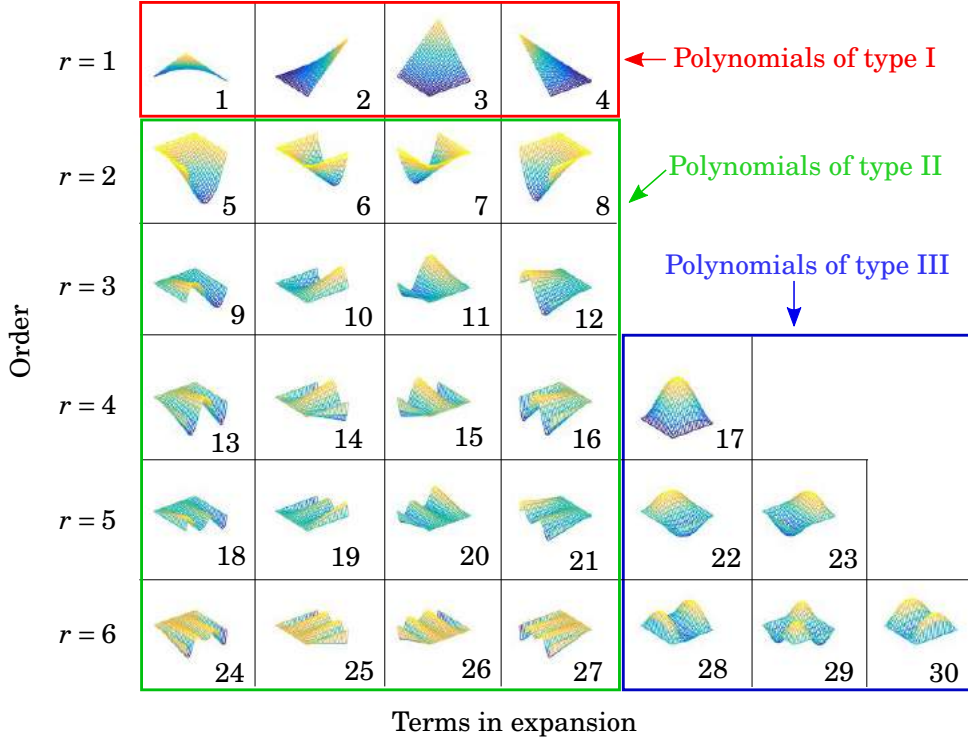 r = 1
1 2 3 4
Polynomials of type I
r = 2
5 6 7 8
Polynomials of type II
r = 3
9 10 11 12
Polynomials of type III
Order
r = 4
13 14 15 16 17
r = 5
18 19 20 21 22 23
r = 6
24 25 26 27 28 29 30
Terms in expansion